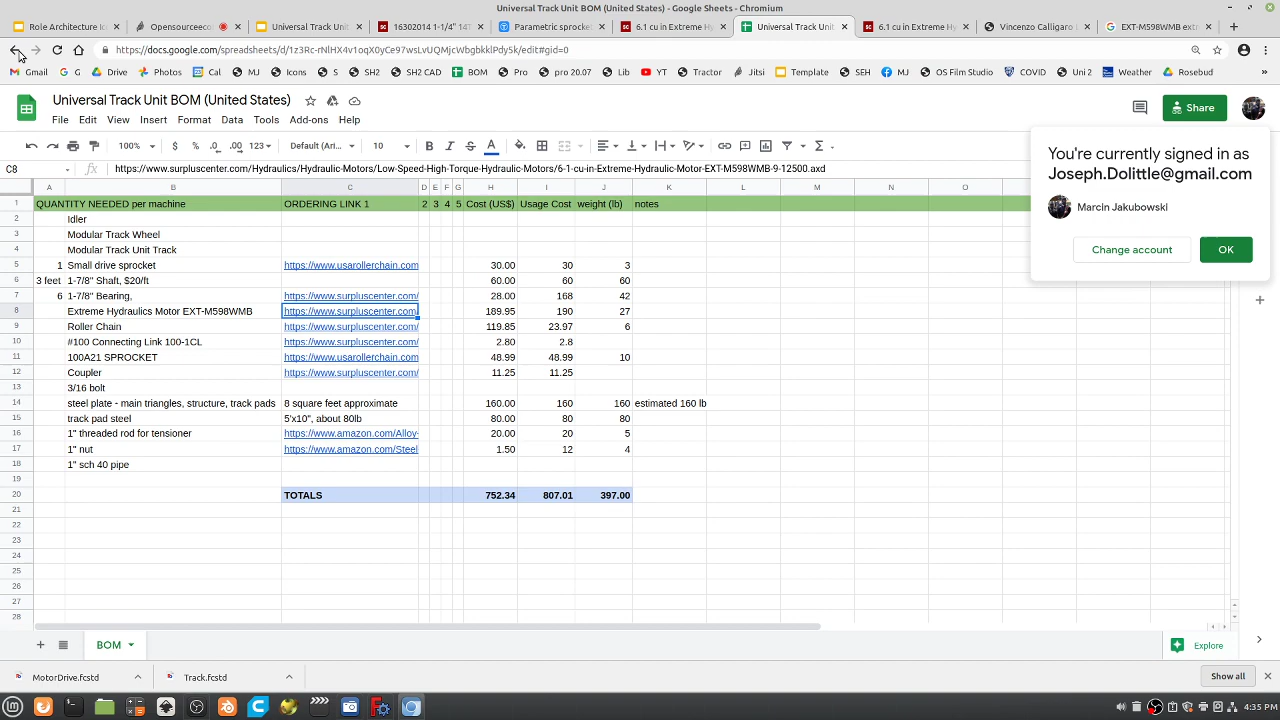 Universal Track Unit BOM (United States) - Google Sheets - Chromium
Role Architecture I
Opensourceec
Universal Track Unit
16302014 1-1/4" 14T
Parametric sprockets
6.1 cu in Extreme Hy
Universal Track Unit
6.1 cu in Extreme Hy
Vincenzo Calligaro L
EXT-M598WMB extre
https://docs.google.com/spreadsheets/d/1z3Rc-rNlHX4v1oqX0yCe97wsLvUQMjcWbgbkklPdy5k/edit#gid=0
Gmail
Drive
Photos
Cal
MJ
Icons
S
SH2
SH2 CAD
BOM
Pro
pro 20.07
Lib
YT
Tractor
Jitsi
Template
SEH
MJ
OS Film Studio
COVID
Uni 2
Weather
Rosebud
»
Universal Track Unit BOM (United States)
Share
File Edit View Insert Format Data Tools Add-ons Help
100% $ % .0 .00 123 Default (Ari... 10 B I S A
C8 fx https://www.surpluscenter.com/Hydraulics/Hydraulic-Motors/Low-Speed-High-Torque-Hydraulic-Motors/6-1-cu-in-Extreme-Hydraulic-Motor-EXT-M598WMB-9-12500.axd
You're currently signed in as
Joseph.Dolittle@gmail.com
Marcin Jakubowski
Change account OK
A B C D E F G H I J K L M N O
1 QUANTITY NEEDED per machine ORDERING LINK 1 2 3 4 5 Cost (US$) Usage Cost weight (lb) notes
2 Idler
3 Modular Track Wheel
4 Modular Track Unit Track
5 1 Small drive sprocket https://www.usarollerchain.com 30.00 30 3
6 3 feet 1-7/8" Shaft, $20/ft 60.00 60 60
7 6 1-7/8" Bearing, https://www.surpluscenter.com/ 28.00 168 42
8 Extreme Hydraulics Motor EXT-M598WMB https://www.surpluscenter.com/ 189.95 190 27
9 Roller Chain https://www.surpluscenter.com/ 119.85 23.97 6
10 #100 Connecting Link 100-1CL https://www.surpluscenter.com/ 2.80 2.8
11 100A21 SPROCKET https://www.usarollerchain.com 48.99 48.99 10
12 Coupler https://www.surpluscenter.com/ 11.25 11.25
13 3/16 bolt
14 steel plate - main triangles, structure, track pads 8 square feet approximate 160.00 160 160 estimated 160 lb
15 track pad steel 5'x10", about 80lb 80.00 80 80
16 1" threaded rod for tensioner https://www.amazon.com/Alloy- 20.00 20 5
17 1" nut https://www.amazon.com/Steel 1.50 12 4
18 1" sch 40 pipe
19
20 TOTALS 752.34 807.01 397.00
21
22
23
24
25
26
27
28
BOM
Explore
MotorDrive.fcstd
Track.fcstd
Show all
4:35 PM